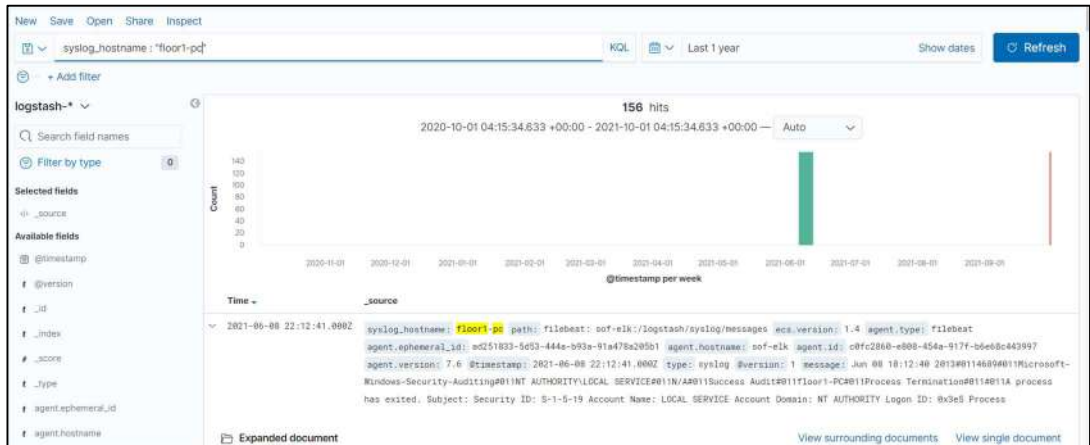 New Save Open Share Inspect
syslog_hostname : "floor1-pc"
KQL
Last 1 year
Show dates
Refresh
+ Add filter
logstash-*
Search field names
Filter by type 0
Selected fields
_source
Available fields
@timestamp
t @version
t _id
t _index
# _score
t _type
t agent.ephemeral_id
t agent.hostname
156 hits
2020-10-01 04:15:34.633 +00:00 - 2021-10-01 04:15:34.633 +00:00 — Auto
Count
140
120
100
80
60
40
20
0
2020-11-01 2020-12-01 2021-01-01 2021-02-01 2021-03-01 2021-04-01 2021-05-01 2021-06-01 2021-07-01 2021-08-01 2021-09-01
@timestamp per week
Time _source
2021-06-08 22:12:41.000Z syslog_hostname: floor1-pc path: filebeat: sof-elk:/logstash/syslog/messages ecs.version: 1.4 agent.type: filebeat
agent.ephemeral_id: ad251833-5d53-444a-b93a-91a478a205b1 agent.hostname: sof-elk agent.id: c0fc2860-e808-454a-917f-b6e68c443997
agent.version: 7.6 @timestamp: 2021-06-08 22:12:41.000Z type: syslog @version: 1 message: Jun 08 18:12:40 2013#0114689#011Microsoft-
Windows-Security-Auditing#011NT AUTHORITY\LOCAL SERVICE#011N/A#011Success Audit#011floor1-PC#011Process Termination#011#011A process
has exited. Subject: Security ID: S-1-5-19 Account Name: LOCAL SERVICE Account Domain: NT AUTHORITY Logon ID: 0x3e5 Process
Expanded document
View surrounding documents View single document